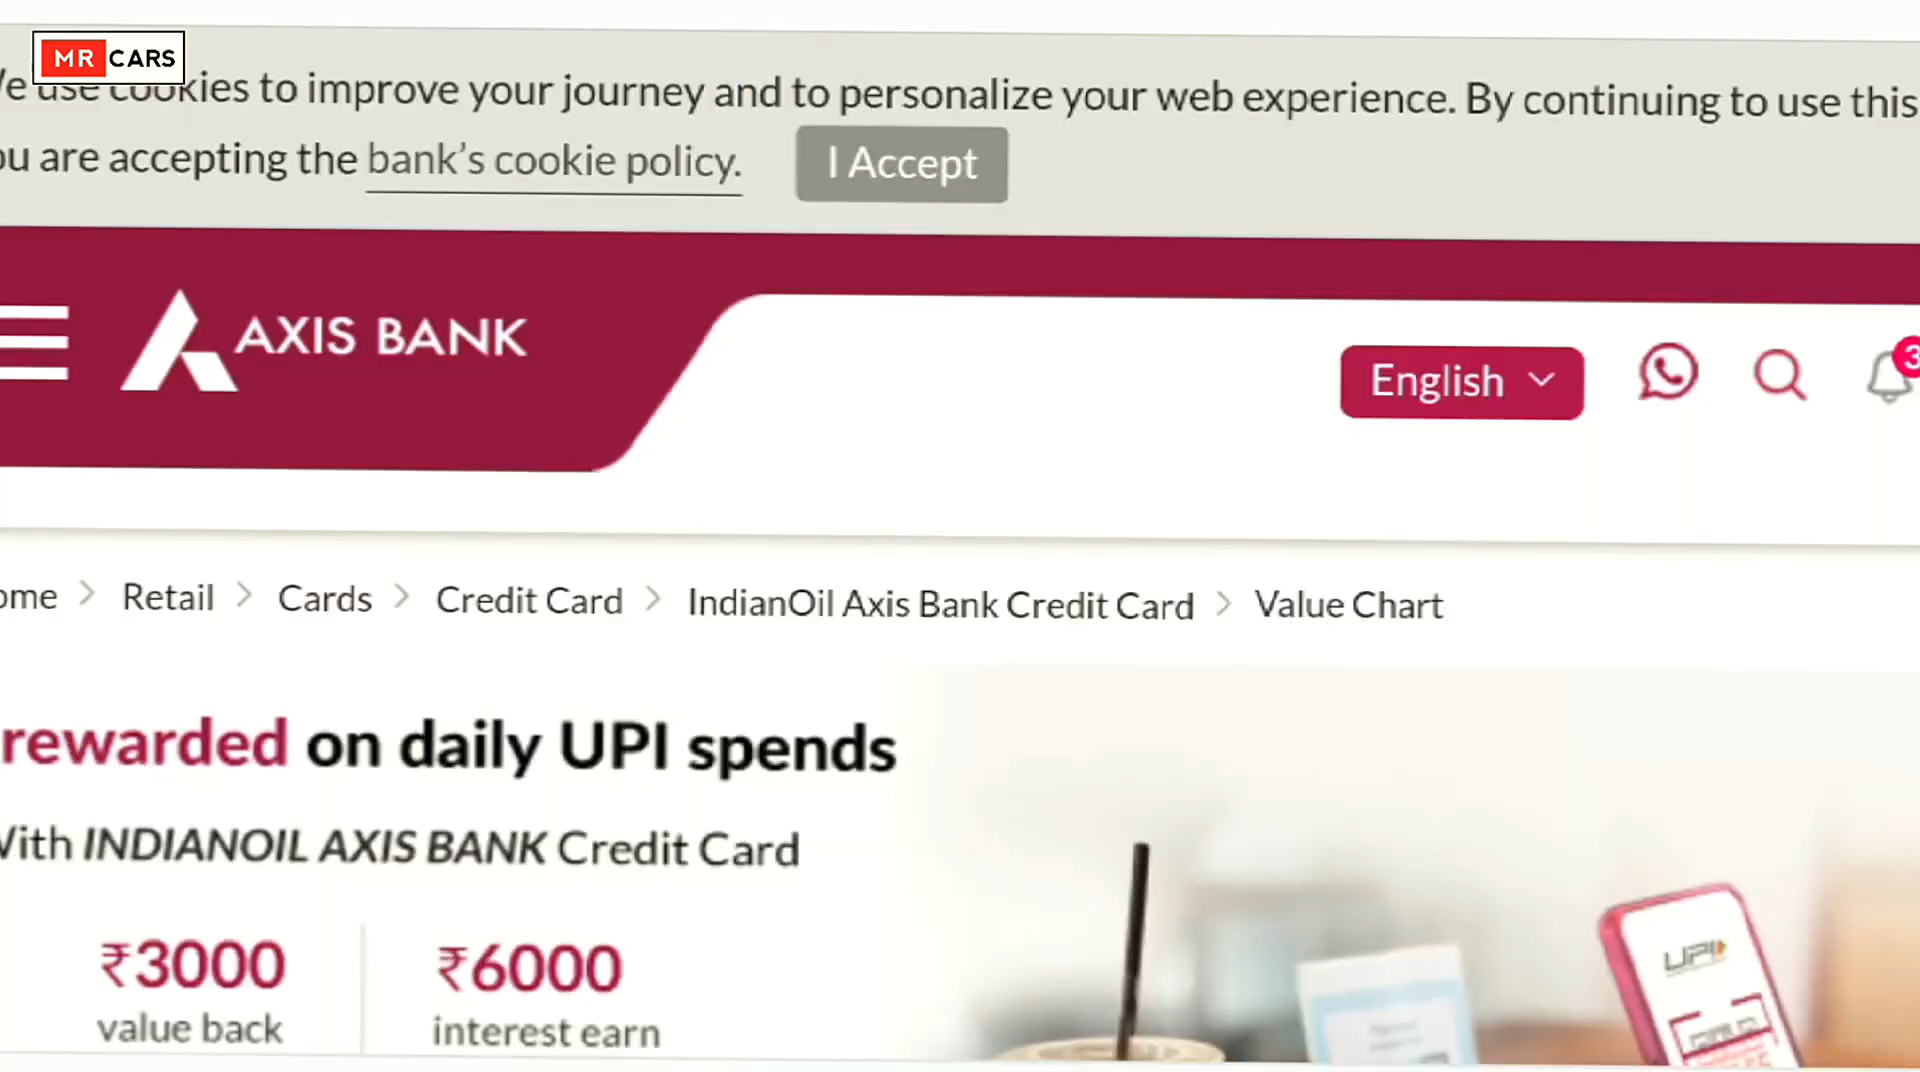 MR CARS
use cookies to improve your journey and to personalize your web experience. By continuing to use this
are accepting the bank's cookie policy.
I Accept
AXIS BANK
English
3
Retail > Cards > Credit Card > IndianOil Axis Bank Credit Card > Value Chart
rewarded on daily UPI spends
With INDIANOIL AXIS BANK Credit Card
₹3000
₹6000
value back
interest earn
UPI